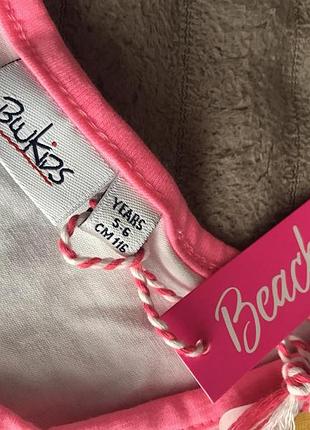 BluKids
YEARS
5-6
CM 116
Beach